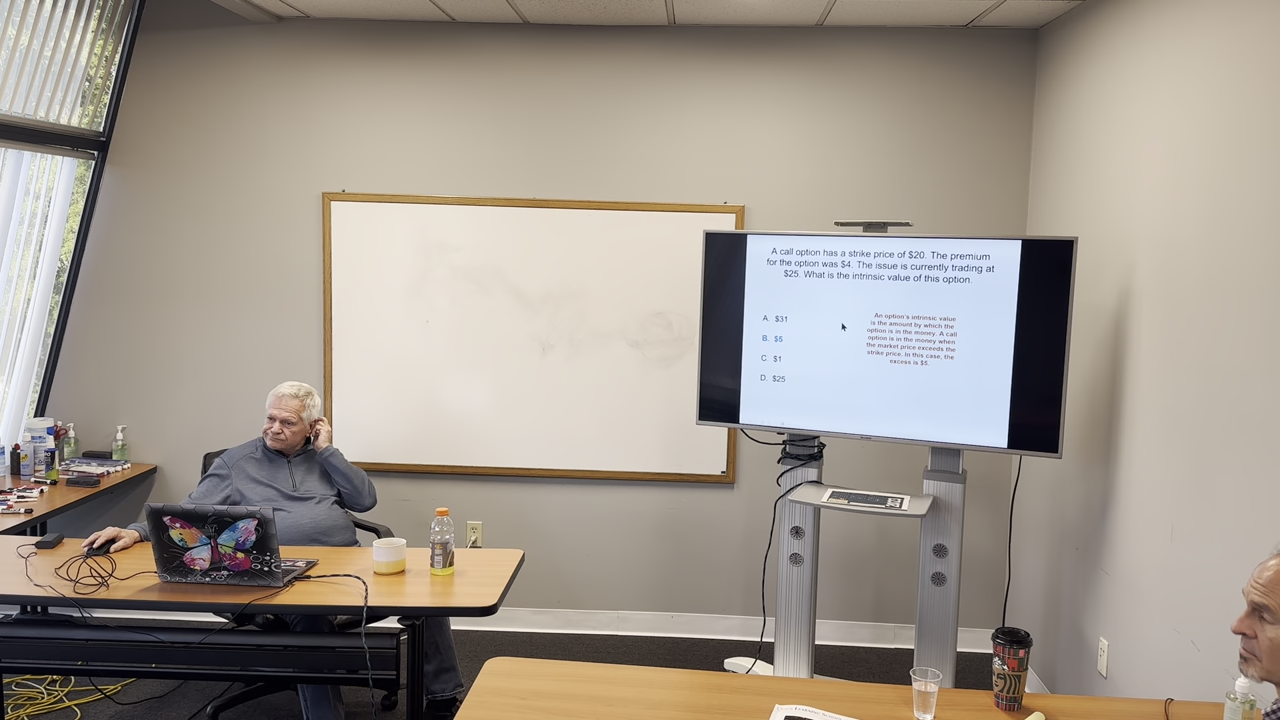 A call option has a strike price of $20. The premium
for the option was $4. The issue is currently trading at
$25. What is the intrinsic value of this option.
A. $31
B. $5
C. $1
D. $25
An option's intrinsic value
is the amount by which the
option is in the money. A call
option is in the money when
the market price exceeds the
strike price. In this case, the
excess is $5.